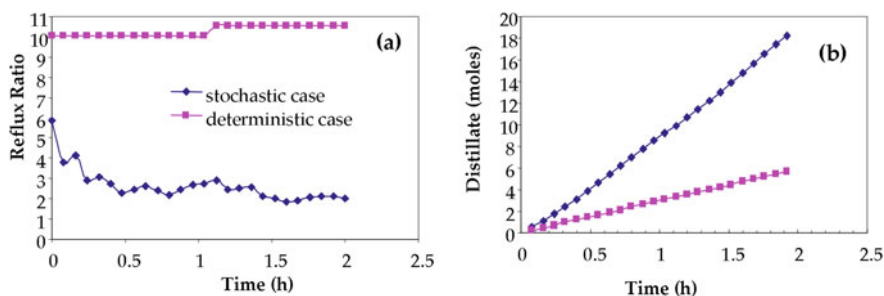 11
10
9
8
7
6
5
4
3
2
1
0
Reflux Ratio
(a)
stochastic case
deterministic case
0 0.5 1 1.5 2 2.5
Time (h)
20
18
16
14
12
10
8
6
4
2
0
Distillate (moles)
(b)
0 0.5 1 1.5 2 2.5
Time (h)